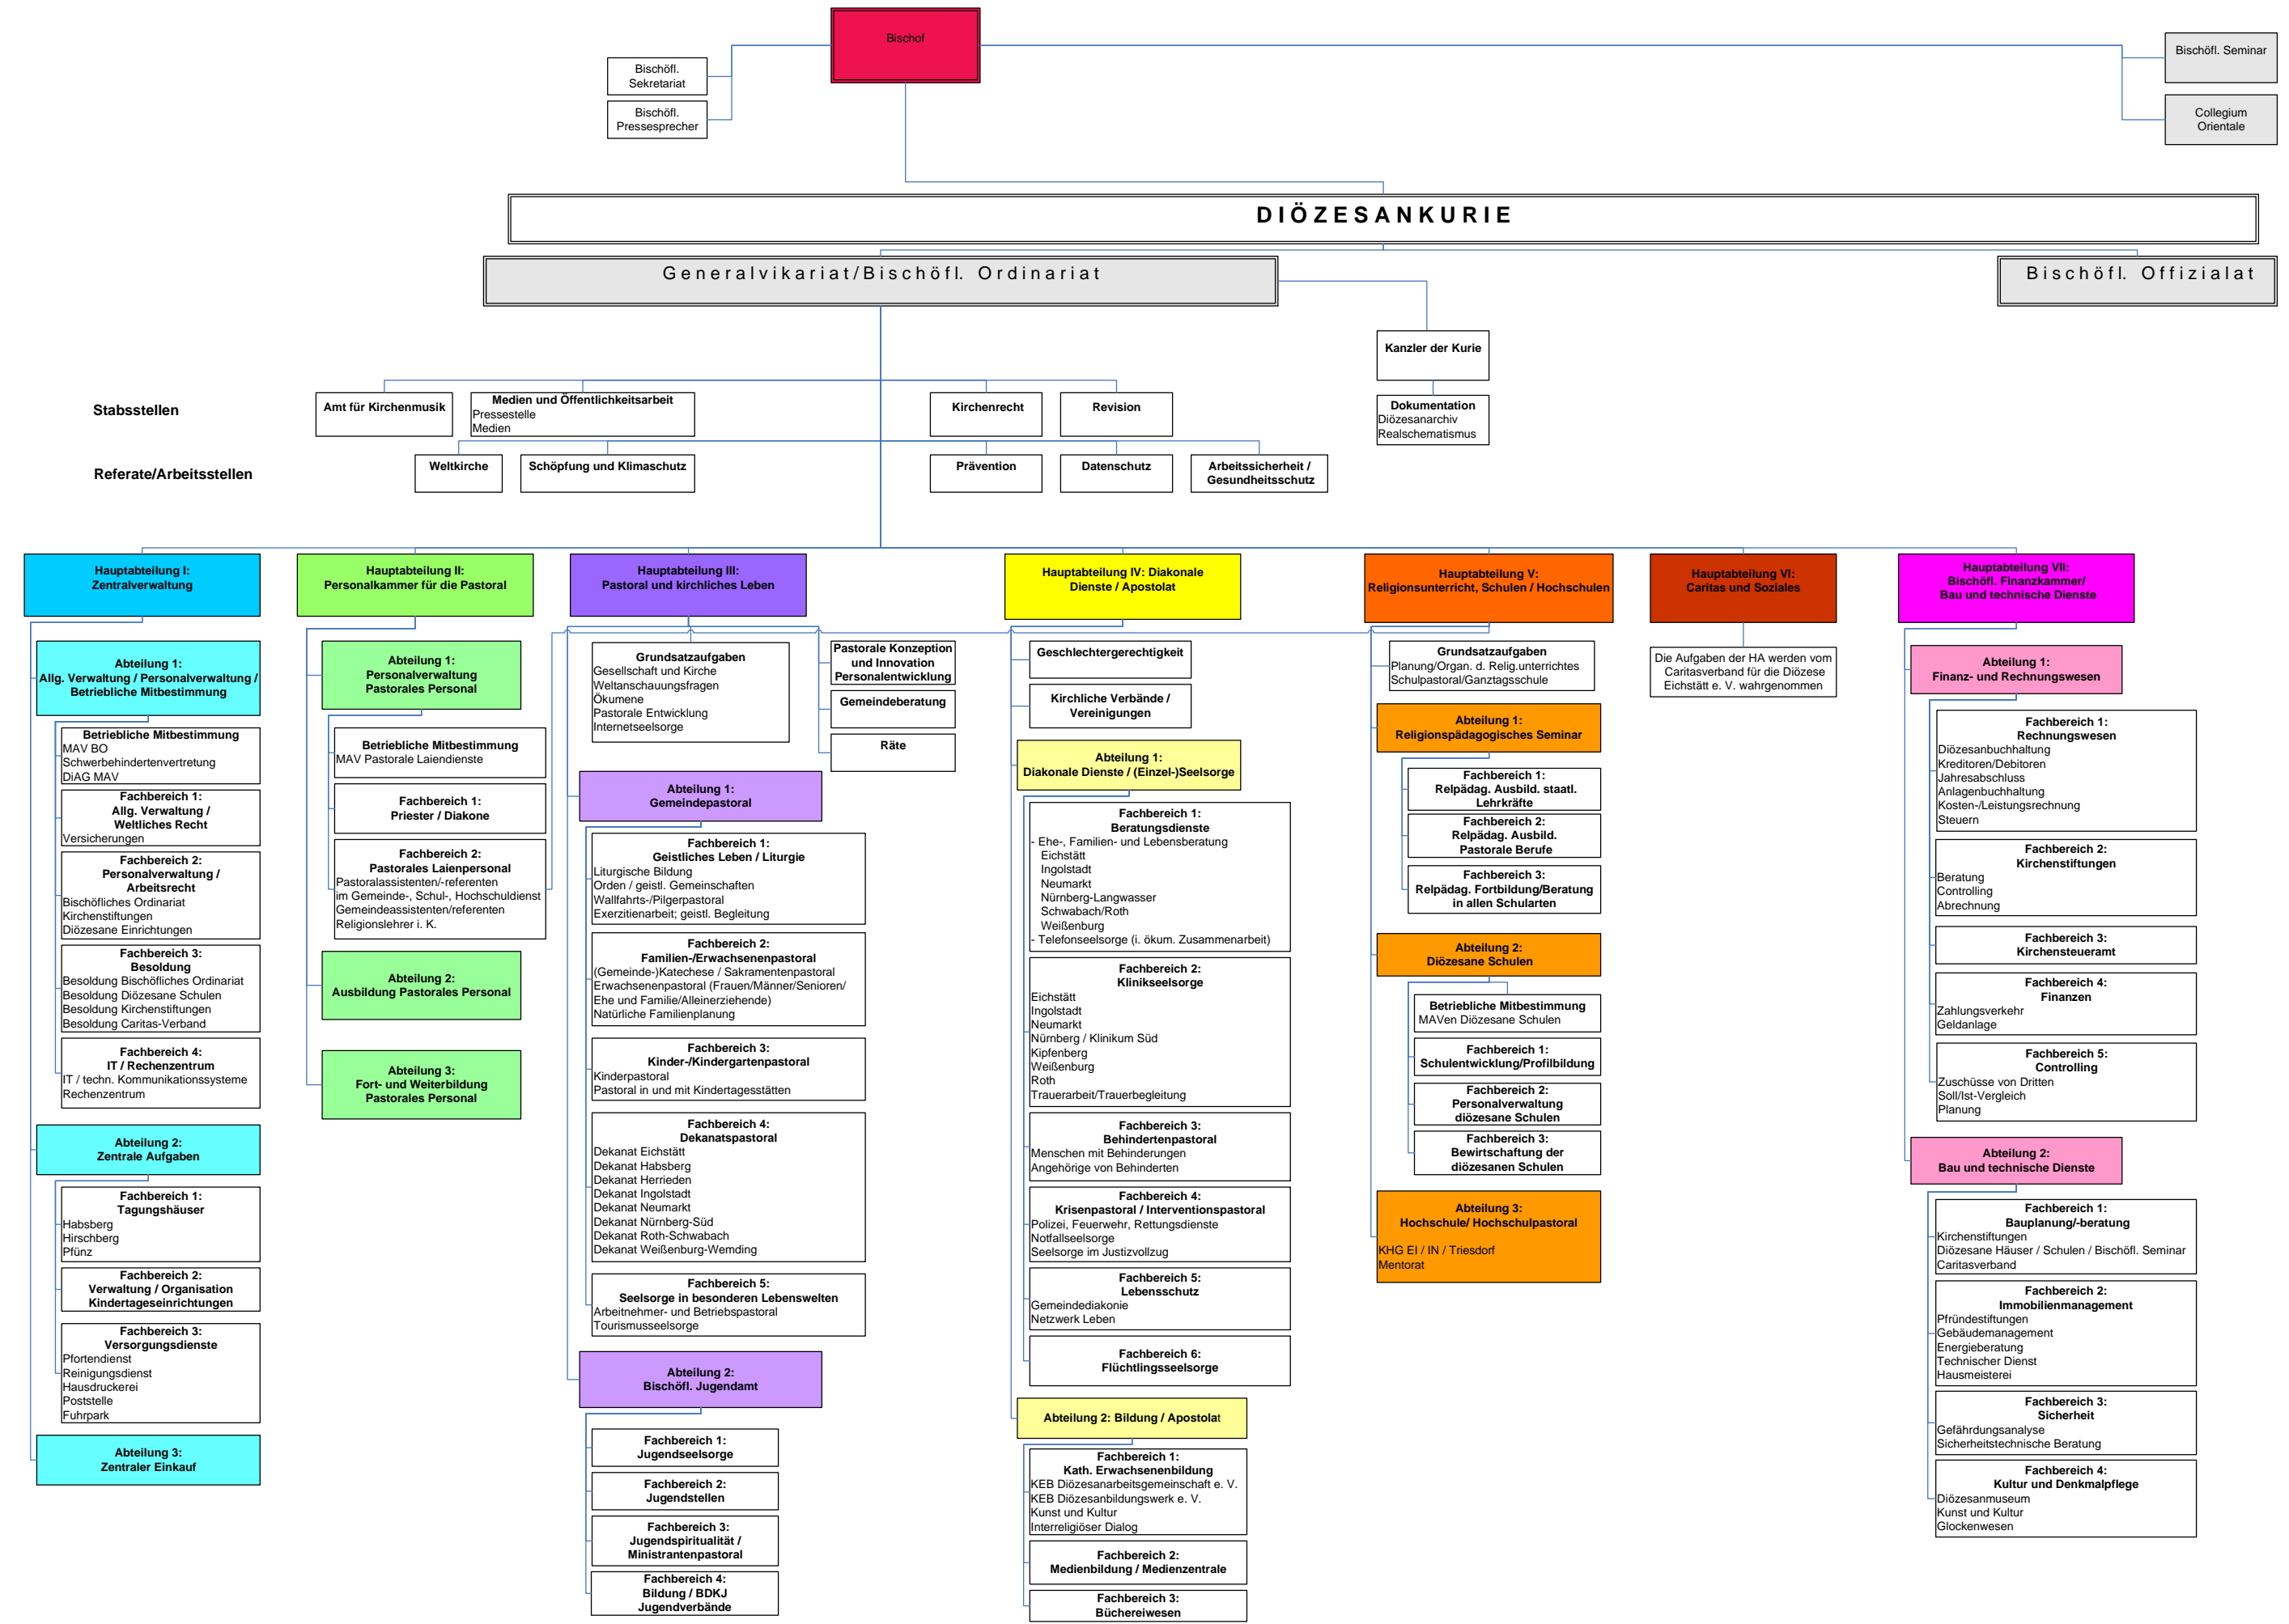 Bischof
Bischöfl.
Sekretariat
Bischöfl.
Pressesprecher
Bischöfl. Seminar
Collegium
Orientale
DIÖZESANKURIE
Generalvikariat/Bischöfl. Ordinariat
Bischöfl. Offizialat
Kanzler der Kurie
Dokumentation
Diözesanarchiv
Realschematismus
Stabsstellen
Amt für Kirchenmusik
Medien und Öffentlichkeitsarbeit
Pressestelle
Medien
Kirchenrecht
Revision
Referate/Arbeitsstellen
Weltkirche
Schöpfung und Klimaschutz
Prävention
Datenschutz
Arbeitssicherheit /
Gesundheitsschutz
Hauptabteilung I:
Zentralverwaltung
Abteilung 1:
Allg. Verwaltung / Personalverwaltung /
Betriebliche Mitbestimmung
Betriebliche Mitbestimmung
MAV BO
Schwerbehindertenvertretung
DiAG MAV
Fachbereich 1:
Allg. Verwaltung /
Weltliches Recht
Versicherungen
Fachbereich 2:
Personalverwaltung /
Arbeitsrecht
Bischöfliches Ordinariat
Kirchenstiftungen
Diözesane Einrichtungen
Fachbereich 3:
Besoldung
Besoldung Bischöfliches Ordinariat
Besoldung Diözesane Schulen
Besoldung Kirchenstiftungen
Besoldung Caritas-Verband
Fachbereich 4:
IT / Rechenzentrum
IT / techn. Kommunikationssysteme
Rechenzentrum
Abteilung 2:
Zentrale Aufgaben
Fachbereich 1:
Tagungshäuser
Habsberg
Hirschberg
Pfünz
Fachbereich 2:
Verwaltung / Organisation
Kindertageseinrichtungen
Fachbereich 3:
Versorgungsdienste
Pfortendienst
Reinigungsdienst
Hausdruckerei
Poststelle
Fuhrpark
Abteilung 3:
Zentraler Einkauf
Hauptabteilung II:
Personalkammer für die Pastoral
Abteilung 1:
Personalverwaltung
Pastorales Personal
Betriebliche Mitbestimmung
MAV Pastorale Laiendienste
Fachbereich 1:
Priester / Diakone
Fachbereich 2:
Pastorales Laienpersonal
Pastoralassistenten/-referenten
im Gemeinde-, Schul-, Hochschuldienst
Gemeindeassistenten/referenten
Religionslehrer i. K.
Abteilung 2:
Ausbildung Pastorales Personal
Abteilung 3:
Fort- und Weiterbildung
Pastorales Personal
Hauptabteilung III:
Pastoral und kirchliches Leben
Grundsatzaufgaben
Gesellschaft und Kirche
Weltanschauungsfragen
Ökumene
Pastorale Entwicklung
Internetseelsorge
Pastorale Konzeption
und Innovation
Personalentwicklung
Gemeindeberatung
Räte
Abteilung 1:
Gemeindepastoral
Fachbereich 1:
Geistliches Leben / Liturgie
Liturgische Bildung
Orden / geistl. Gemeinschaften
Wallfahrts-/Pilgerpastoral
Exerzitienarbeit; geistl. Begleitung
Fachbereich 2:
Familien-/Erwachsenenpastoral
(Gemeinde-)Katechese / Sakramentenpastoral
Erwachsenenpastoral (Frauen/Männer/Senioren/
Ehe und Familie/Alleinerziehende)
Natürliche Familienplanung
Fachbereich 3:
Kinder-/Kindergartenpastoral
Kinderpastoral
Pastoral in und mit Kindertagesstätten
Fachbereich 4:
Dekanatspastoral
Dekanat Eichstätt
Dekanat Habsberg
Dekanat Herrieden
Dekanat Ingolstadt
Dekanat Neumarkt
Dekanat Nürnberg-Süd
Dekanat Roth-Schwabach
Dekanat Weißenburg-Wemding
Fachbereich 5:
Seelsorge in besonderen Lebenswelten
Arbeitnehmer- und Betriebspastoral
Tourismusseelsorge
Abteilung 2:
Bischöfl. Jugendamt
Fachbereich 1:
Jugendseelsorge
Fachbereich 2:
Jugendstellen
Fachbereich 3:
Jugendspiritualität /
Ministrantenpastoral
Fachbereich 4:
Bildung / BDKJ
Jugendverbände
Hauptabteilung IV: Diakonale
Dienste / Apostolat
Geschlechtergerechtigkeit
Kirchliche Verbände /
Vereinigungen
Abteilung 1:
Diakonale Dienste / (Einzel-)Seelsorge
Fachbereich 1:
Beratungsdienste
- Ehe-, Familien- und Lebensberatung
Eichstätt
Ingolstadt
Neumarkt
Nürnberg-Langwasser
Schwabach/Roth
Weißenburg
- Telefonseelsorge (i. ökum. Zusammenarbeit)
Fachbereich 2:
Klinikseelsorge
Eichstätt
Ingolstadt
Neumarkt
Nürnberg / Klinikum Süd
Kipfenberg
Weißenburg
Roth
Trauerarbeit/Trauerbegleitung
Fachbereich 3:
Behindertenpastoral
Menschen mit Behinderungen
Angehörige von Behinderten
Fachbereich 4:
Krisenpastoral / Interventionspastoral
Polizei, Feuerwehr, Rettungsdienste
Notfallseelsorge
Seelsorge im Justizvollzug
Fachbereich 5:
Lebensschutz
Gemeindediakonie
Netzwerk Leben
Fachbereich 6:
Flüchtlingsseelsorge
Abteilung 2: Bildung / Apostolat
Fachbereich 1:
Kath. Erwachsenenbildung
KEB Diözesanarbeitsgemeinschaft e. V.
KEB Diözesanbildungswerk e. V.
Kunst und Kultur
Interreligiöser Dialog
Fachbereich 2:
Medienbildung / Medienzentrale
Fachbereich 3:
Büchereiwesen
Hauptabteilung V:
Religionsunterricht, Schulen / Hochschulen
Grundsatzaufgaben
Planung/Organ. d. Relig.unterrichtes
Schulpastoral/Ganztagsschule
Abteilung 1:
Religionspädagogisches Seminar
Fachbereich 1:
Relpädag. Ausbild. staatl.
Lehrkräfte
Fachbereich 2:
Relpädag. Ausbild.
Pastorale Berufe
Fachbereich 3:
Relpädag. Fortbildung/Beratung
in allen Schularten
Abteilung 2:
Diözesane Schulen
Betriebliche Mitbestimmung
MAVen Diözesane Schulen
Fachbereich 1:
Schulentwicklung/Profilbildung
Fachbereich 2:
Personalverwaltung
diözesane Schulen
Fachbereich 3:
Bewirtschaftung der
diözesanen Schulen
Abteilung 3:
Hochschule/ Hochschulpastoral
KHG EI / IN / Triesdorf
Mentorat
Hauptabteilung VI:
Caritas und Soziales
Die Aufgaben der HA werden vom
Caritasverband für die Diözese
Eichstätt e. V. wahrgenommen
Hauptabteilung VII:
Bischöfl. Finanzkammer/
Bau und technische Dienste
Abteilung 1:
Finanz- und Rechnungswesen
Fachbereich 1:
Rechnungswesen
Diözesanbuchhaltung
Kreditoren/Debitoren
Jahresabschluss
Anlagenbuchhaltung
Kosten-/Leistungsrechnung
Steuern
Fachbereich 2:
Kirchenstiftungen
Beratung
Controlling
Abrechnung
Fachbereich 3:
Kirchensteueramt
Fachbereich 4:
Finanzen
Zahlungsverkehr
Geldanlage
Fachbereich 5:
Controlling
Zuschüsse von Dritten
Soll/Ist-Vergleich
Planung
Abteilung 2:
Bau und technische Dienste
Fachbereich 1:
Bauplanung/-beratung
Kirchenstiftungen
Diözesane Häuser / Schulen / Bischöfl. Seminar
Caritasverband
Fachbereich 2:
Immobilienmanagement
Pfründestiftungen
Gebäudemanagement
Energieberatung
Technischer Dienst
Hausmeisterei
Fachbereich 3:
Sicherheit
Gefährdungsanalyse
Sicherheitstechnische Beratung
Fachbereich 4:
Kultur und Denkmalpflege
Diözesanmuseum
Kunst und Kultur
Glockenwesen